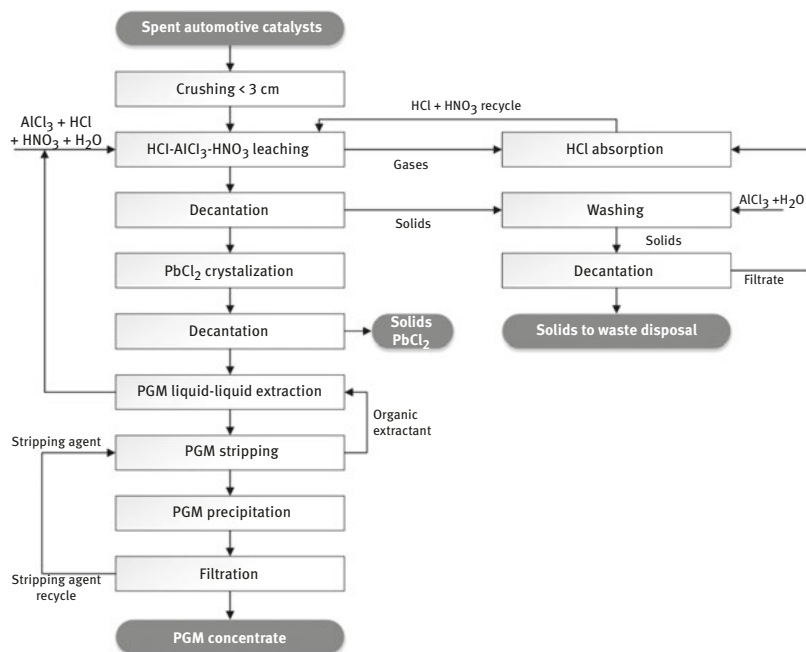 Spent automotive catalysts
Crushing < 3 cm
HCl + HNO₃ recycle
AlCl₃ + HCl
+ HNO₃ + H₂O
HCl-AlCl₃-HNO₃ leaching
Gases
HCl absorption
Decantation
Solids
Washing
AlCl₃ +H₂O
Solids
PbCl₂ crystalization
Decantation
Filtrate
Decantation
Solids
PbCl₂
Solids to waste disposal
PGM liquid-liquid extraction
Organic
extractant
Stripping agent
PGM stripping
PGM precipitation
Filtration
Stripping agent
recycle
PGM concentrate